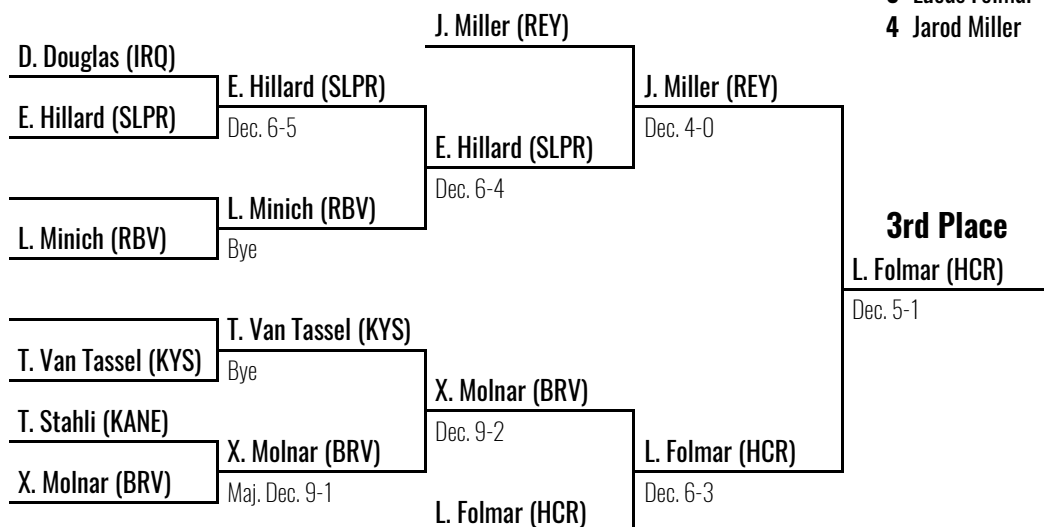 4 Jarod Miller
D. Douglas (IRQ)
E. Hillard (SLPR)
L. Minich (RBV)
T. Van Tassel (KYS)
T. Stahli (KANE)
X. Molnar (BRV)
E. Hillard (SLPR)
Dec. 6-5
L. Minich (RBV)
Bye
T. Van Tassel (KYS)
Bye
X. Molnar (BRV)
Maj. Dec. 9-1
J. Miller (REY)
E. Hillard (SLPR)
Dec. 6-4
X. Molnar (BRV)
Dec. 9-2
L. Folmar (HCR)
J. Miller (REY)
Dec. 4-0
L. Folmar (HCR)
Dec. 6-3
3rd Place
L. Folmar (HCR)
Dec. 5-1